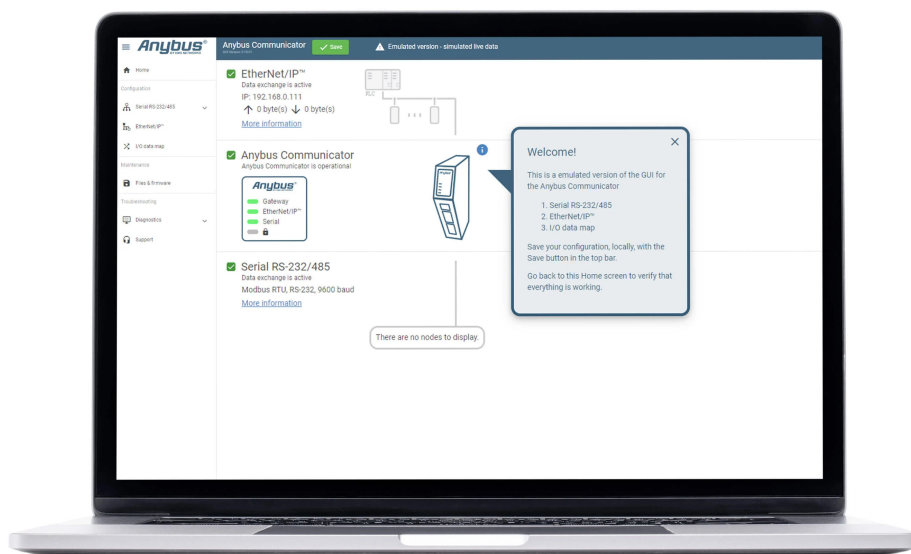 Anybus®
BY HMS NETWORKS
Anybus Communicator
Save
Emulated version - simulated live data
Home
Configuration
Serial RS-232/485
EtherNet/IP™
I/O data map
Maintenance
Files & firmware
Troubleshooting
Diagnostics
Support
EtherNet/IP™
Data exchange is active
IP: 192.168.0.111
0 byte(s) 0 byte(s)
More information
PLC
Anybus Communicator
Anybus Communicator is operational
Anybus®
Gateway
EtherNet/IP™
Serial
Serial RS-232/485
Data exchange is active
Modbus RTU, RS-232, 9600 baud
More information
There are no nodes to display.
Welcome!
This is a emulated version of the GUI for
the Anybus Communicator
1. Serial RS-232/485
2. EtherNet/IP™
3. I/O data map
Save your configuration, locally, with the
Save button in the top bar.
Go back to this Home screen to verify that
everything is working.